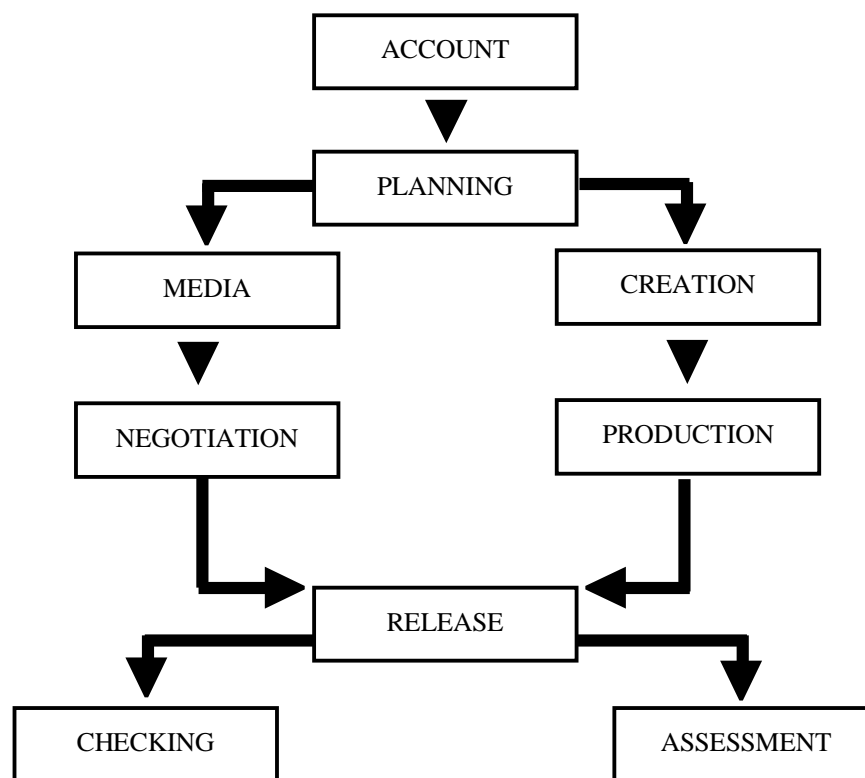 ACCOUNT
PLANNING
MEDIA
CREATION
NEGOTIATION
PRODUCTION
RELEASE
CHECKING
ASSESSMENT